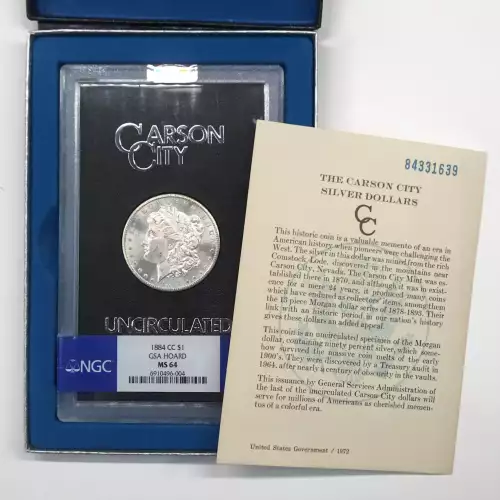 CARSON
CITY
UNCIRCULATED
NGC
1884 CC $1
GSA HOARD
MS 64
6910496-004
84331639
THE CARSON CITY
SILVER DOLLARS
CC
This historic coin is a valuable memento of an era in
American history when pioneers were challenging the
West. The silver in this dollar was mined from the rich
Comstock Lode, discovered in the mountains near
Carson City, Nevada. The Carson City Mint was es-
tablished there in 1870, and although it was in exist-
ence for a mere 24 years, it produced many coins
which have endured as collectors' items, among them
the 13 piece Morgan dollar series of 1878-1893. Their
link with an historic period in our nation's history
gives these dollars an added appeal.
This coin is an uncirculated specimen of the Morgan
dollar, containing ninety percent silver, which some-
how survived the massive coin melts of the early
1900's. They were discovered by a Treasury audit in
1964, after nearly a century of obscurity in the vaults.
This issuance by General Services Administration of
the last of the uncirculated Carson City dollars will
serve for millions of Americans as cherished memen-
tos of a colorful era.
United States Government / 1972